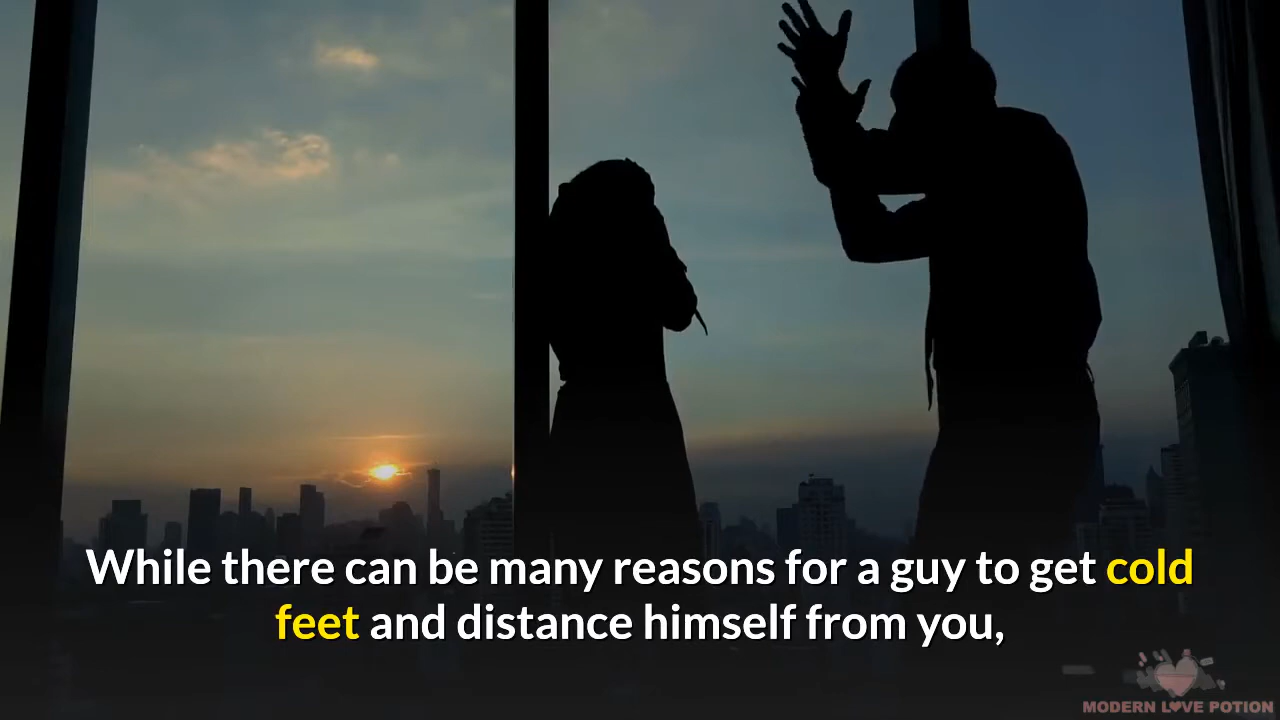 While there can be many reasons for a guy to get cold
feet and distance himself from you,
MODERN LOVE POTION